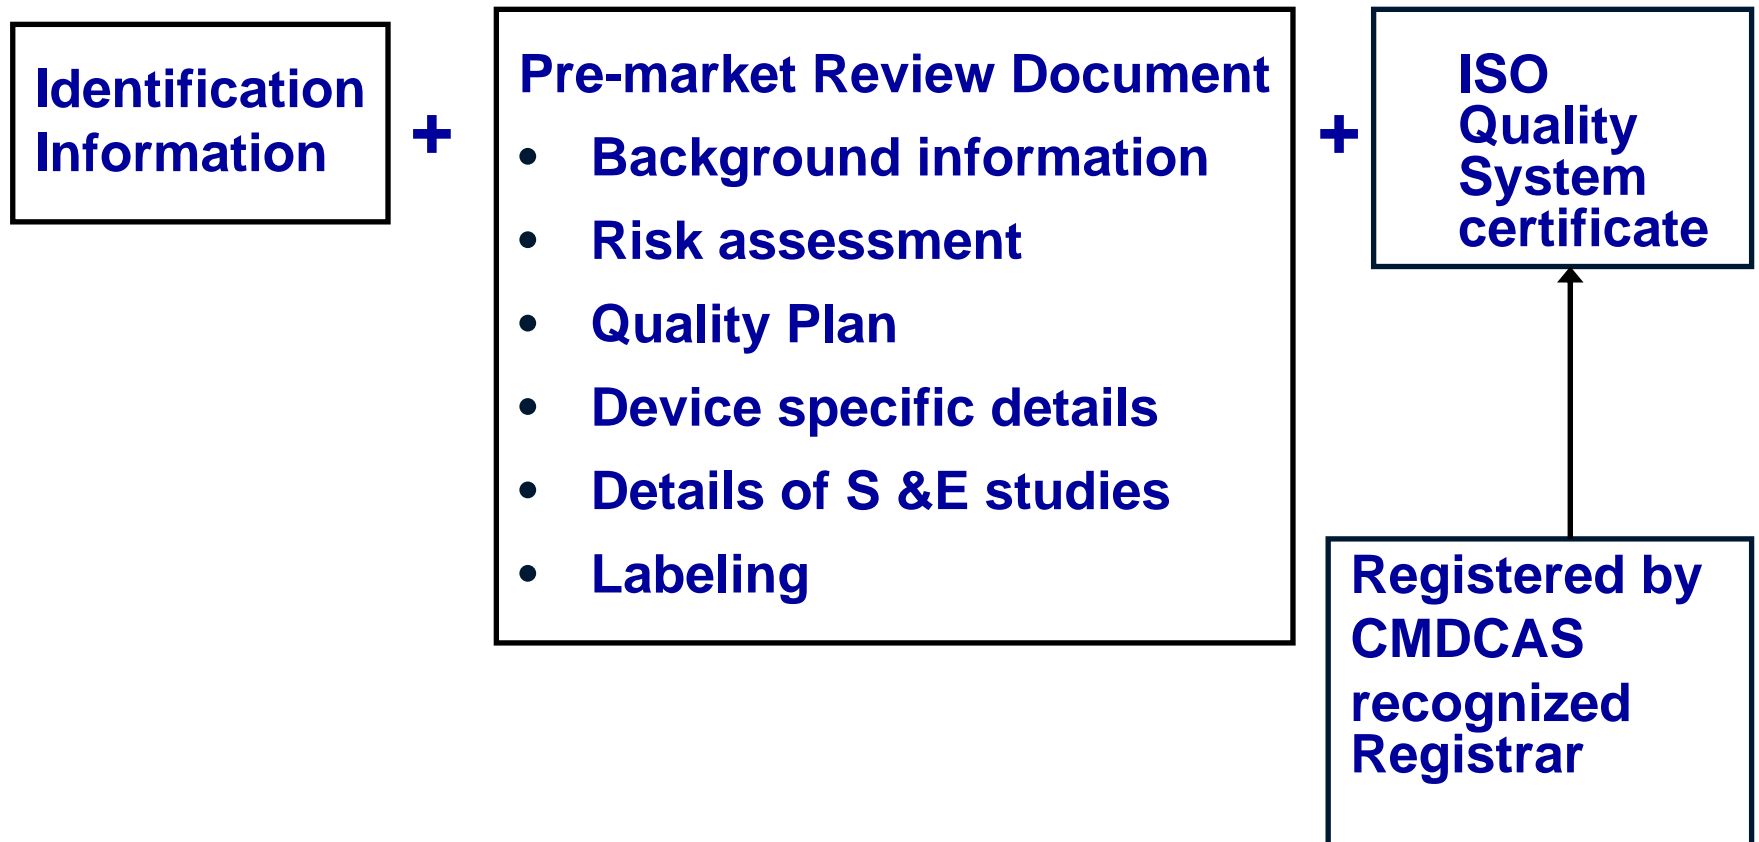 Identification
Information
+
Pre-market Review Document
• Background information
• Risk assessment
• Quality Plan
• Device specific details
• Details of S &E studies
• Labeling
+
ISO
Quality
System
certificate
Registered by
CMDCAS
recognized
Registrar